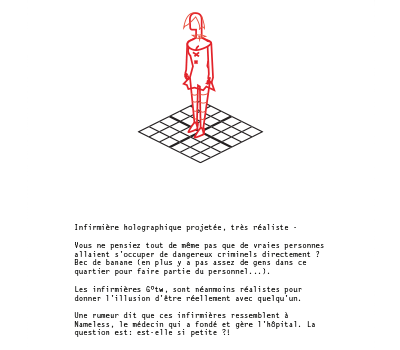 Infirmière holographique projetée, très réaliste -
Vous ne pensiez tout de même pas que de vraies personnes
allaient s'occuper de dangereux criminels directement ?
Bec de banane (en plus y a pas assez de gens dans ce
quartier pour faire partie du personnel...).
Les infirmières Gºtw, sont néanmoins réalistes pour
donner l'illusion d'être réellement avec quelqu'un.
Une rumeur dit que ces infirmières ressemblent à
Nameless, le médecin qui a fondé et gère l'hôpital. La
question est: est-elle si petite ?!